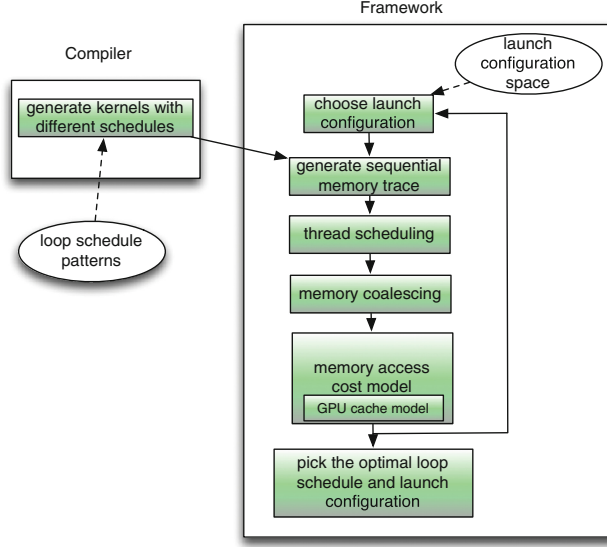 Framework
Compiler
launch
configuration
space
generate kernels with
different schedules
choose launch
configuration
generate sequential
memory trace
loop schedule
patterns
thread scheduling
memory coalescing
memory access
cost model
GPU cache model
pick the optimal loop
schedule and launch
configuration